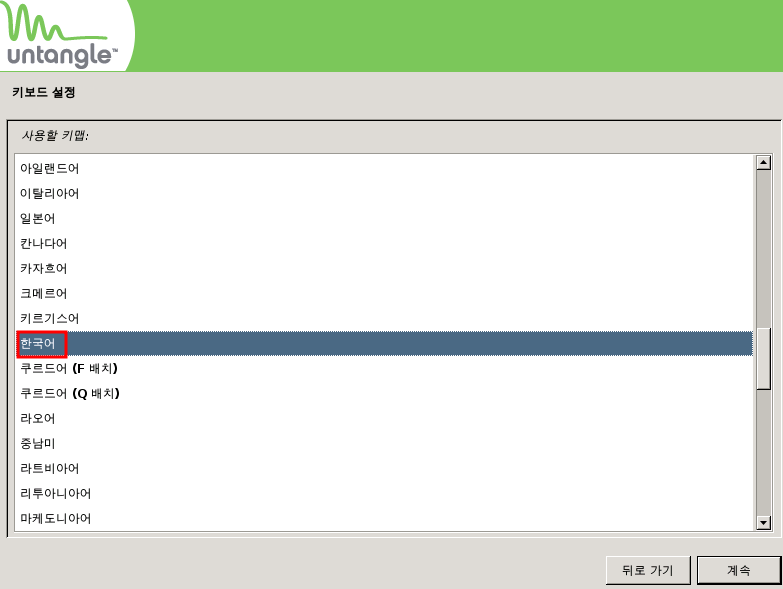 untangle™
키보드 설정
사용할 키맵:
아일랜드어
이탈리아어
일본어
칸나다어
카자흐어
크메르어
키르기스어
한국어
쿠르드어 (F 배치)
쿠르드어 (Q 배치)
라오어
중남미
라트비아어
리투아니아어
마케도니아어
뒤로 가기 계속